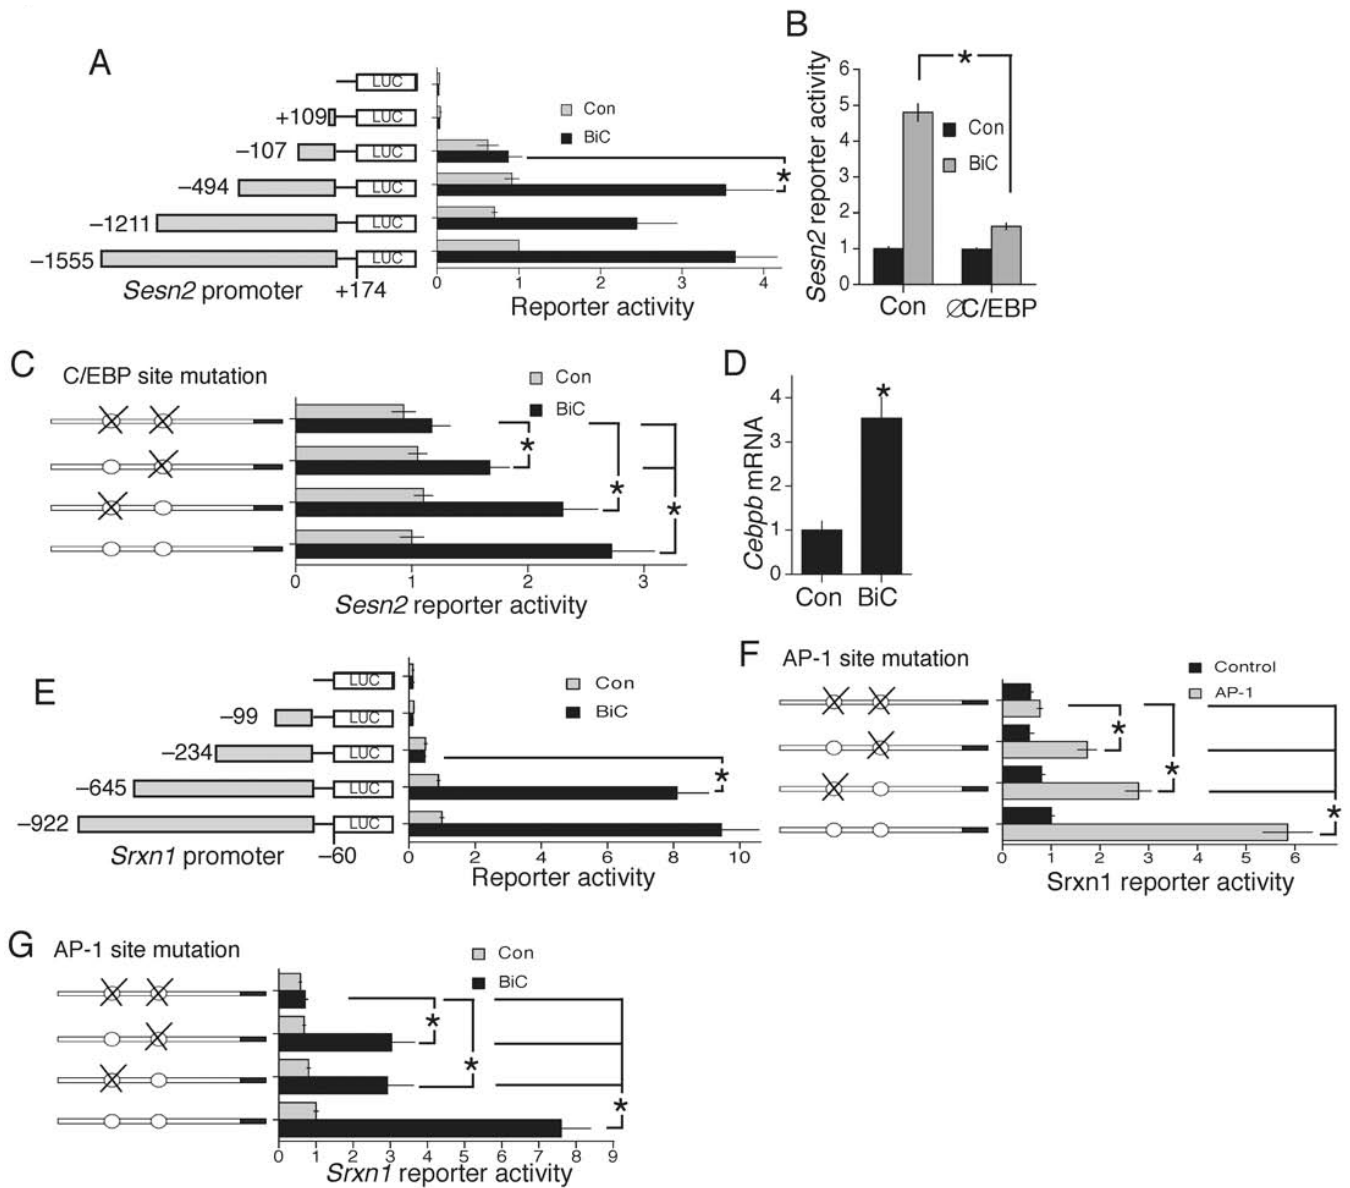 A
LUC
+109 LUC
−107 LUC
−494 LUC
−1211 LUC
−1555 LUC
Sesn2 promoter +174
Con
BiC
*
0 1 2 3 4
Reporter activity
B
Sesn2 reporter activity
6
5
4
3
2
1
0
*
Con
BiC
Con ∅C/EBP
C
C/EBP site mutation
Con
BiC
*
*
*
0 1 2 3
Sesn2 reporter activity
D
Cebpb mRNA
4
3
2
1
0
*
Con BiC
E
LUC
−99 LUC
−234 LUC
−645 LUC
−922 LUC
Srxn1 promoter −60
Con
BiC
*
0 2 4 6 8 10
Reporter activity
F
AP-1 site mutation
Control
AP-1
*
*
*
0 1 2 3 4 5 6
Srxn1 reporter activity
G
AP-1 site mutation
Con
BiC
*
*
*
0 1 2 3 4 5 6 7 8 9
Srxn1 reporter activity